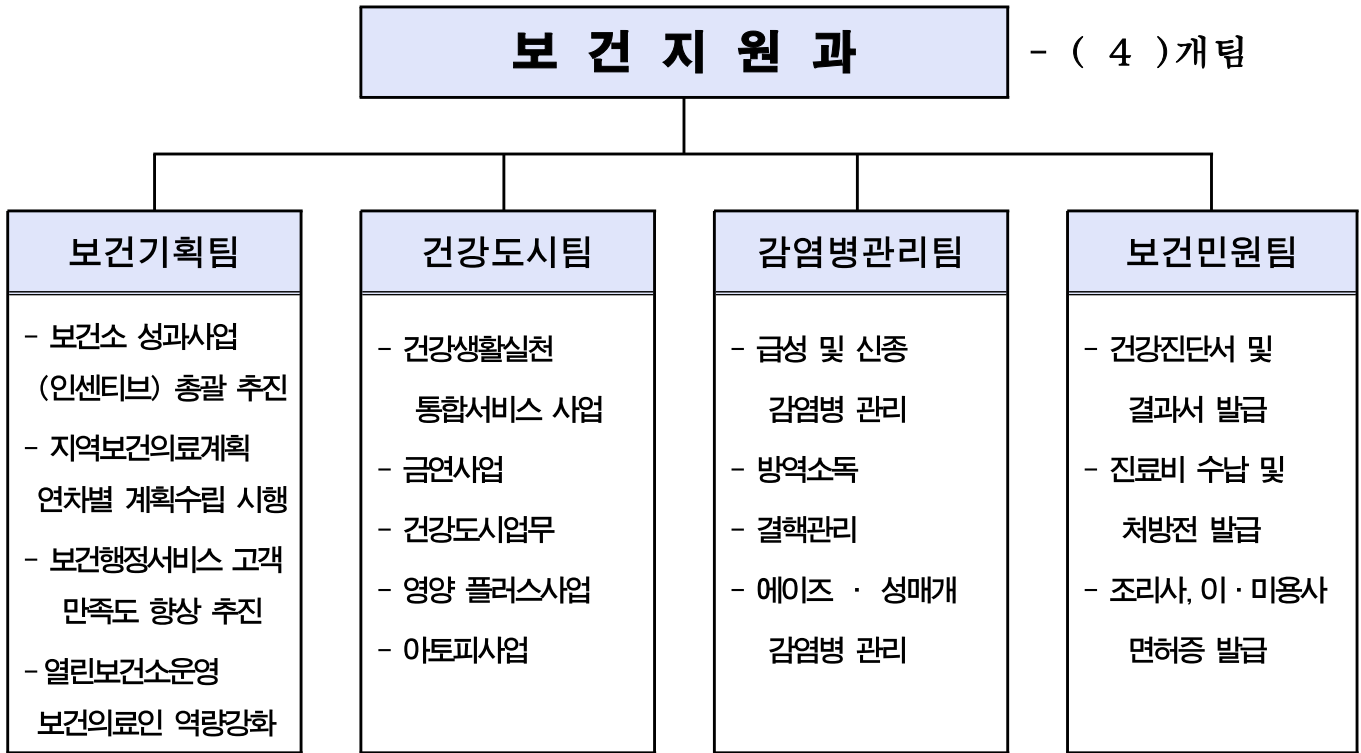 보 건 지 원 과
- ( 4 )개팀
보건기획팀
- 보건소 성과사업
(인센티브) 총괄 추진
- 지역보건의료계획
연차별 계획수립 시행
- 보건행정서비스 고객
만족도 향상 추진
- 열린보건소운영
보건의료인 역량강화
건강도시팀
- 건강생활실천
통합서비스 사업
- 금연사업
- 건강도시업무
- 영양 플러스사업
- 아토피사업
감염병관리팀
- 급성 및 신종
감염병 관리
- 방역소독
- 결핵관리
- 에이즈 · 성매개
감염병 관리
보건민원팀
- 건강진단서 및
결과서 발급
- 진료비 수납 및
처방전 발급
- 조리사, 이 · 미용사
면허증 발급